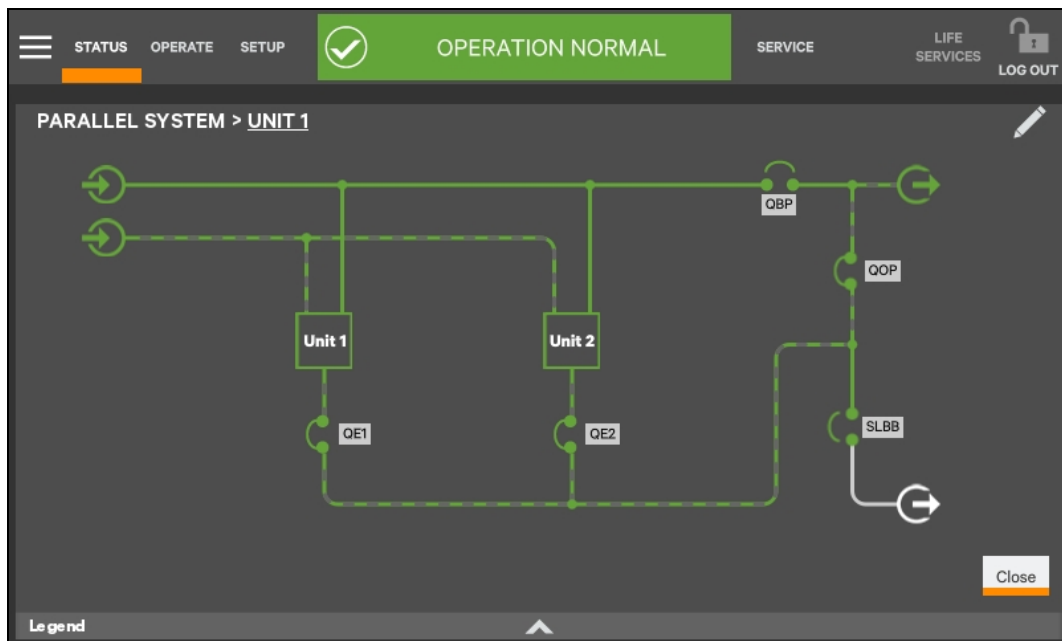 STATUS OPERATE SETUP OPERATION NORMAL SERVICE LIFE SERVICES LOG OUT
PARALLEL SYSTEM > UNIT 1
QBP
QOP
Unit 1 Unit 2
QE1 QE2 SLBB
Close
Legend